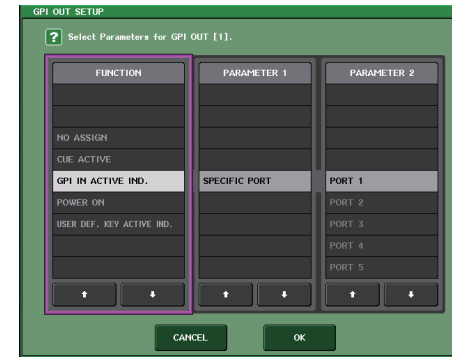 GPI OUT SETUP
? Select Parameters for GPI OUT [1].
FUNCTION
NO ASSIGN
CUE ACTIVE
GPI IN ACTIVE IND.
POWER ON
USER DEF. KEY ACTIVE IND.
PARAMETER 1
SPECIFIC PORT
PARAMETER 2
PORT 1
PORT 2
PORT 3
PORT 4
PORT 5
CANCEL
OK